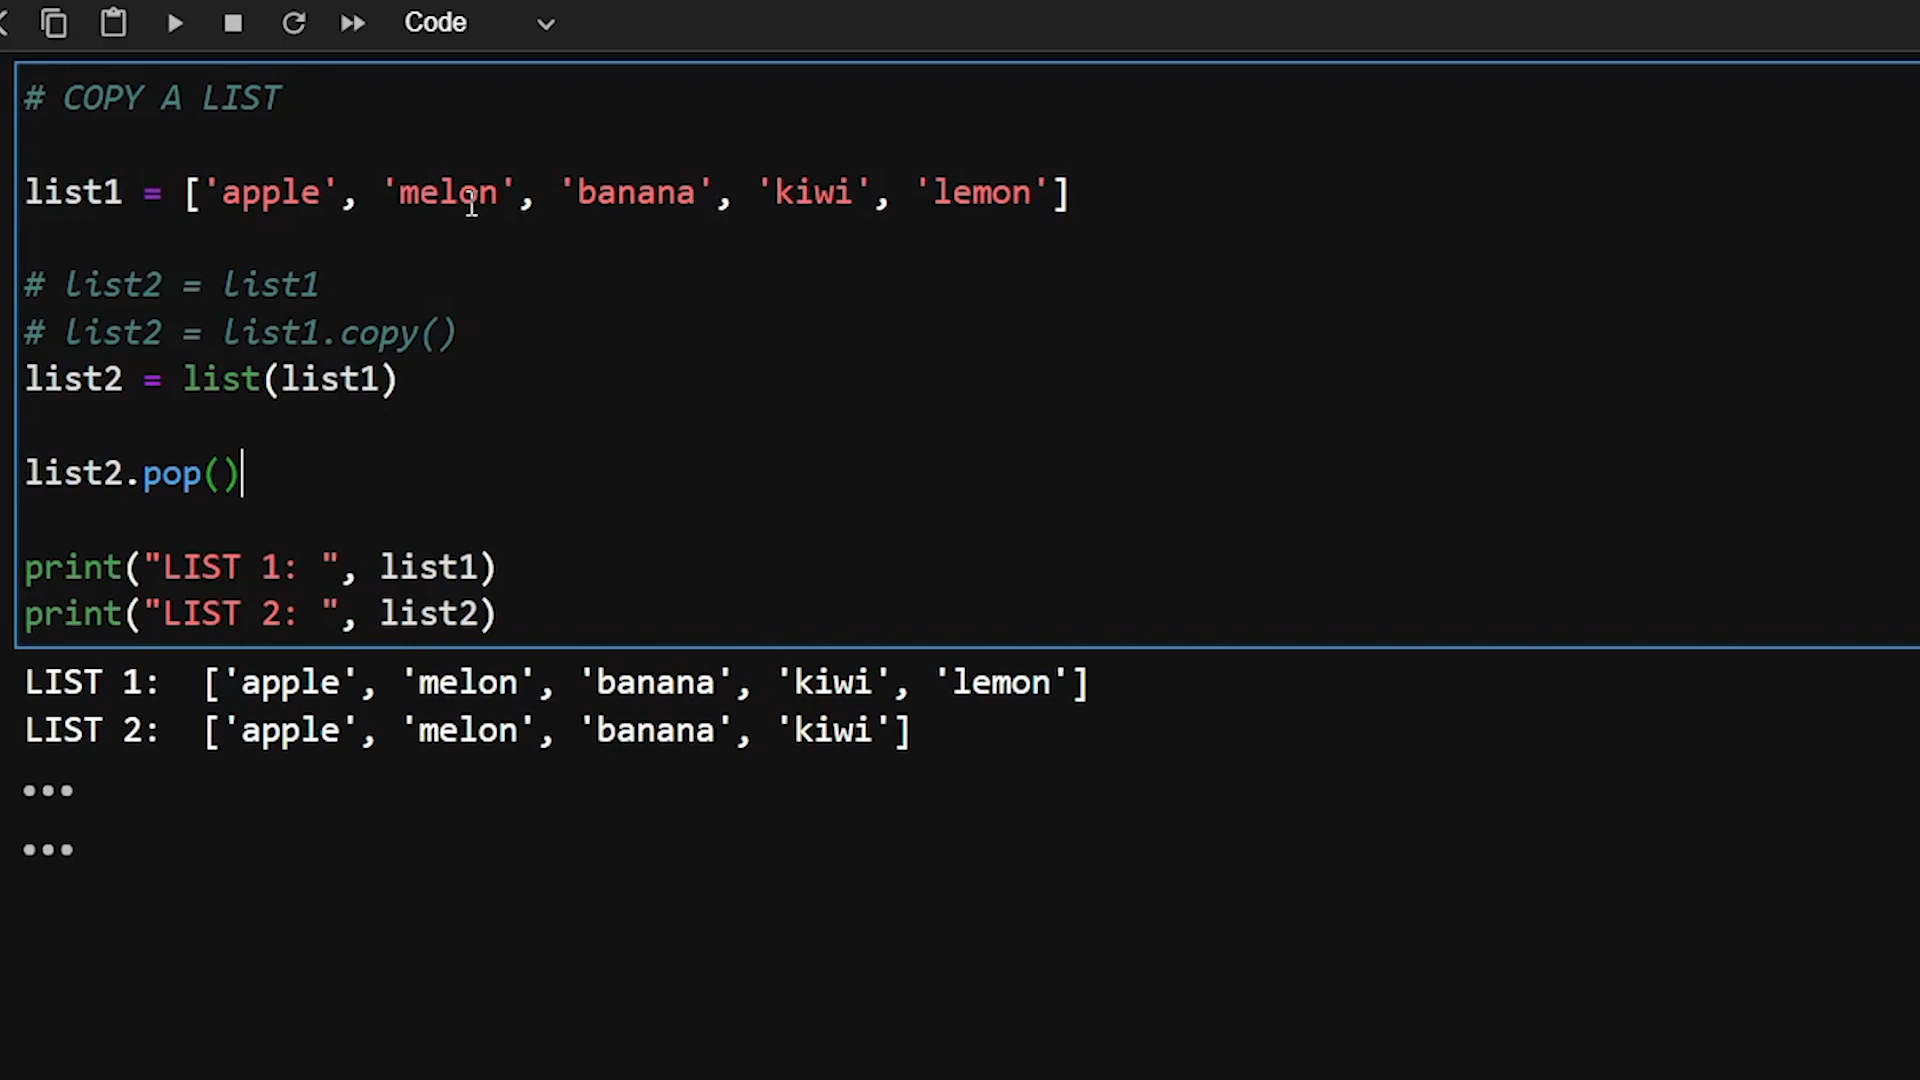 Code
# COPY A LIST
list1 = ['apple', 'melon', 'banana', 'kiwi', 'lemon']
# list2 = list1
# list2 = list1.copy()
list2 = list(list1)
list2.pop()
print("LIST 1: ", list1)
print("LIST 2: ", list2)
LIST 1:  ['apple', 'melon', 'banana', 'kiwi', 'lemon']
LIST 2:  ['apple', 'melon', 'banana', 'kiwi']